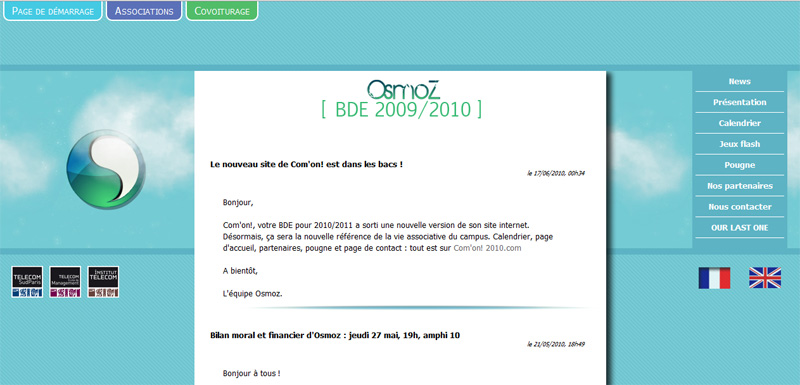 Page de démarrage
Associations
Covoiturage
OsmoZ
[ BDE 2009/2010 ]
News
Présentation
Calendrier
Jeux flash
Pougne
Nos partenaires
Nous contacter
OUR LAST ONE
Le nouveau site de Com'on! est dans les bacs !
le 17/06/2010, 00h34
Bonjour,
Com'on!, votre BDE pour 2010/2011 a sorti une nouvelle version de son site internet.
Désormais, ça sera la nouvelle référence de la vie associative du campus. Calendrier, page
d'accueil, partenaires, pougne et page de contact : tout est sur Com'on! 2010.com
A bientôt,
L'équipe Osmoz.
TELECOM
SudParis
TELECOM
École de
Management
INSTITUT
TELECOM
Bilan moral et financier d'Osmoz : jeudi 27 mai, 19h, amphi 10
le 21/05/2010, 18h49
Bonjour à tous !